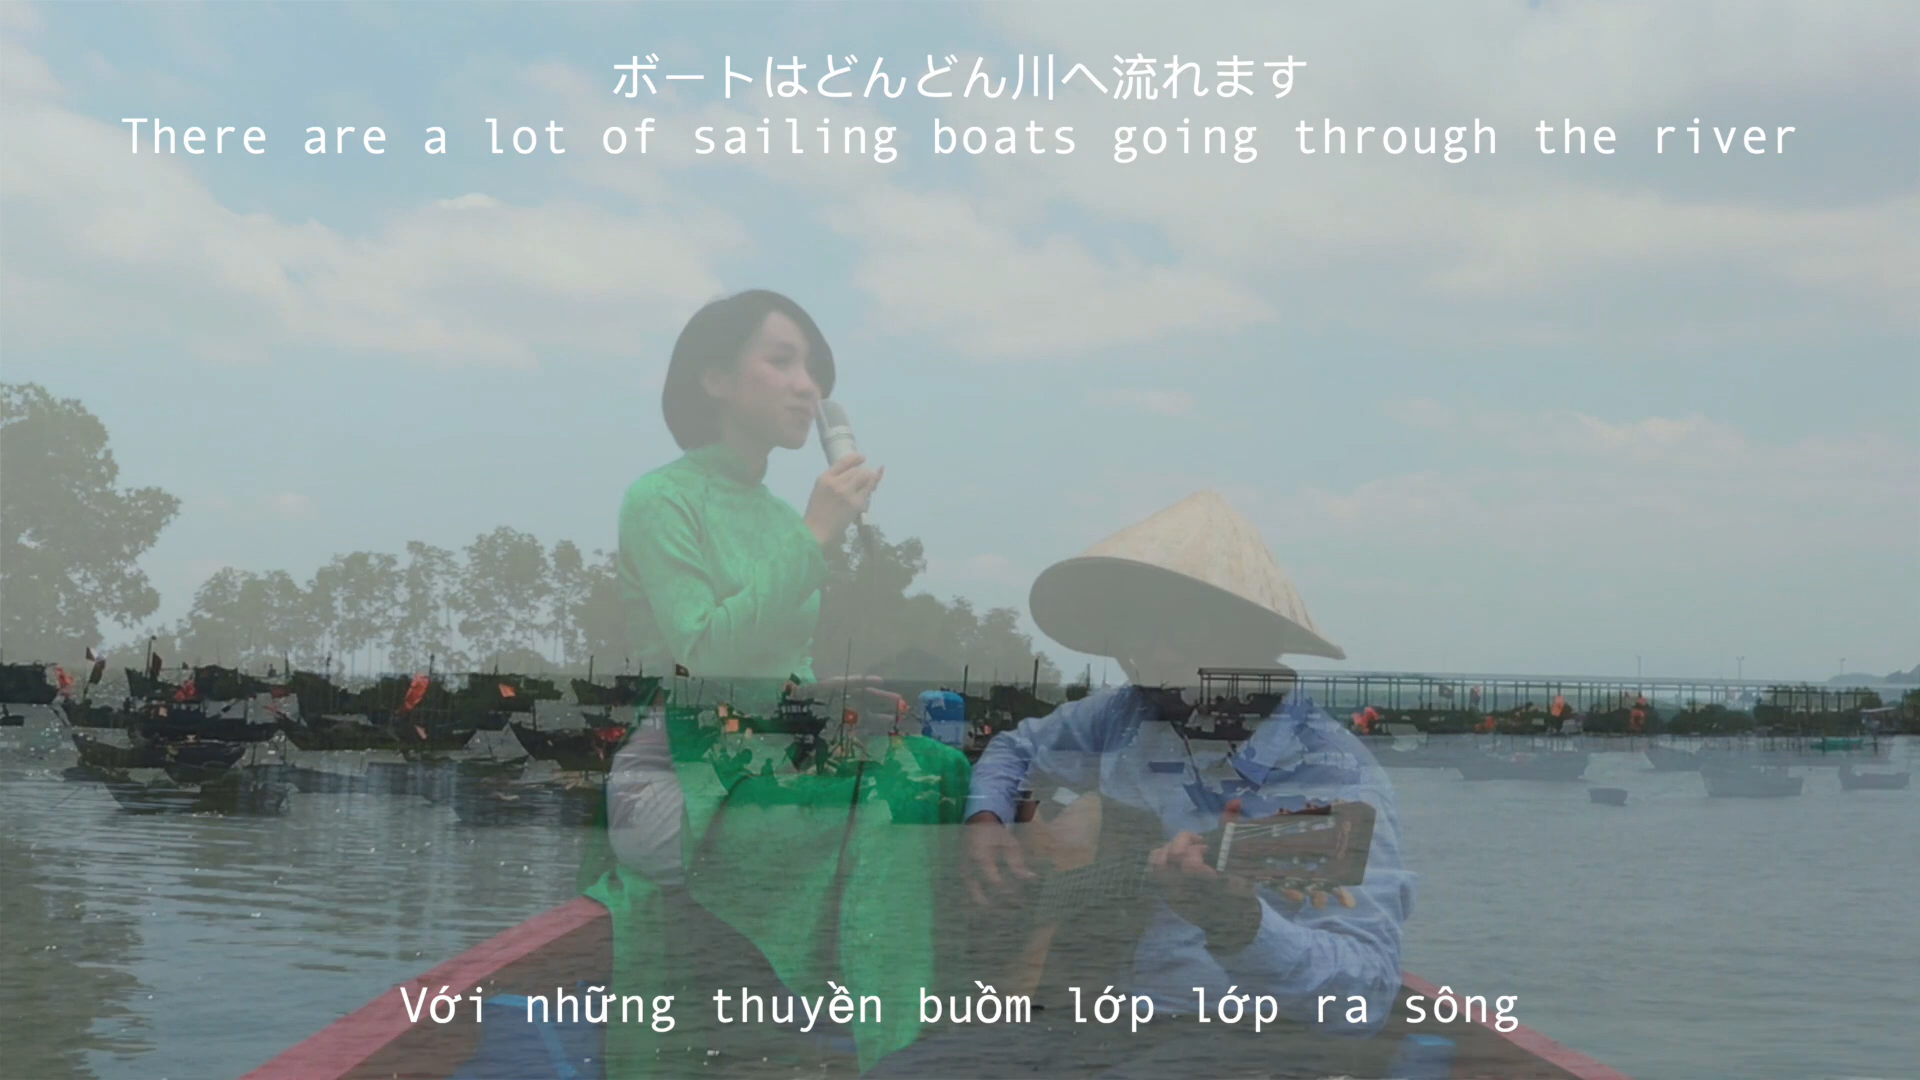 ボートはどんどん川へ流れます
There are a lot of sailing boats going through the river
Với những thuyền buồm lớp lớp ra sông